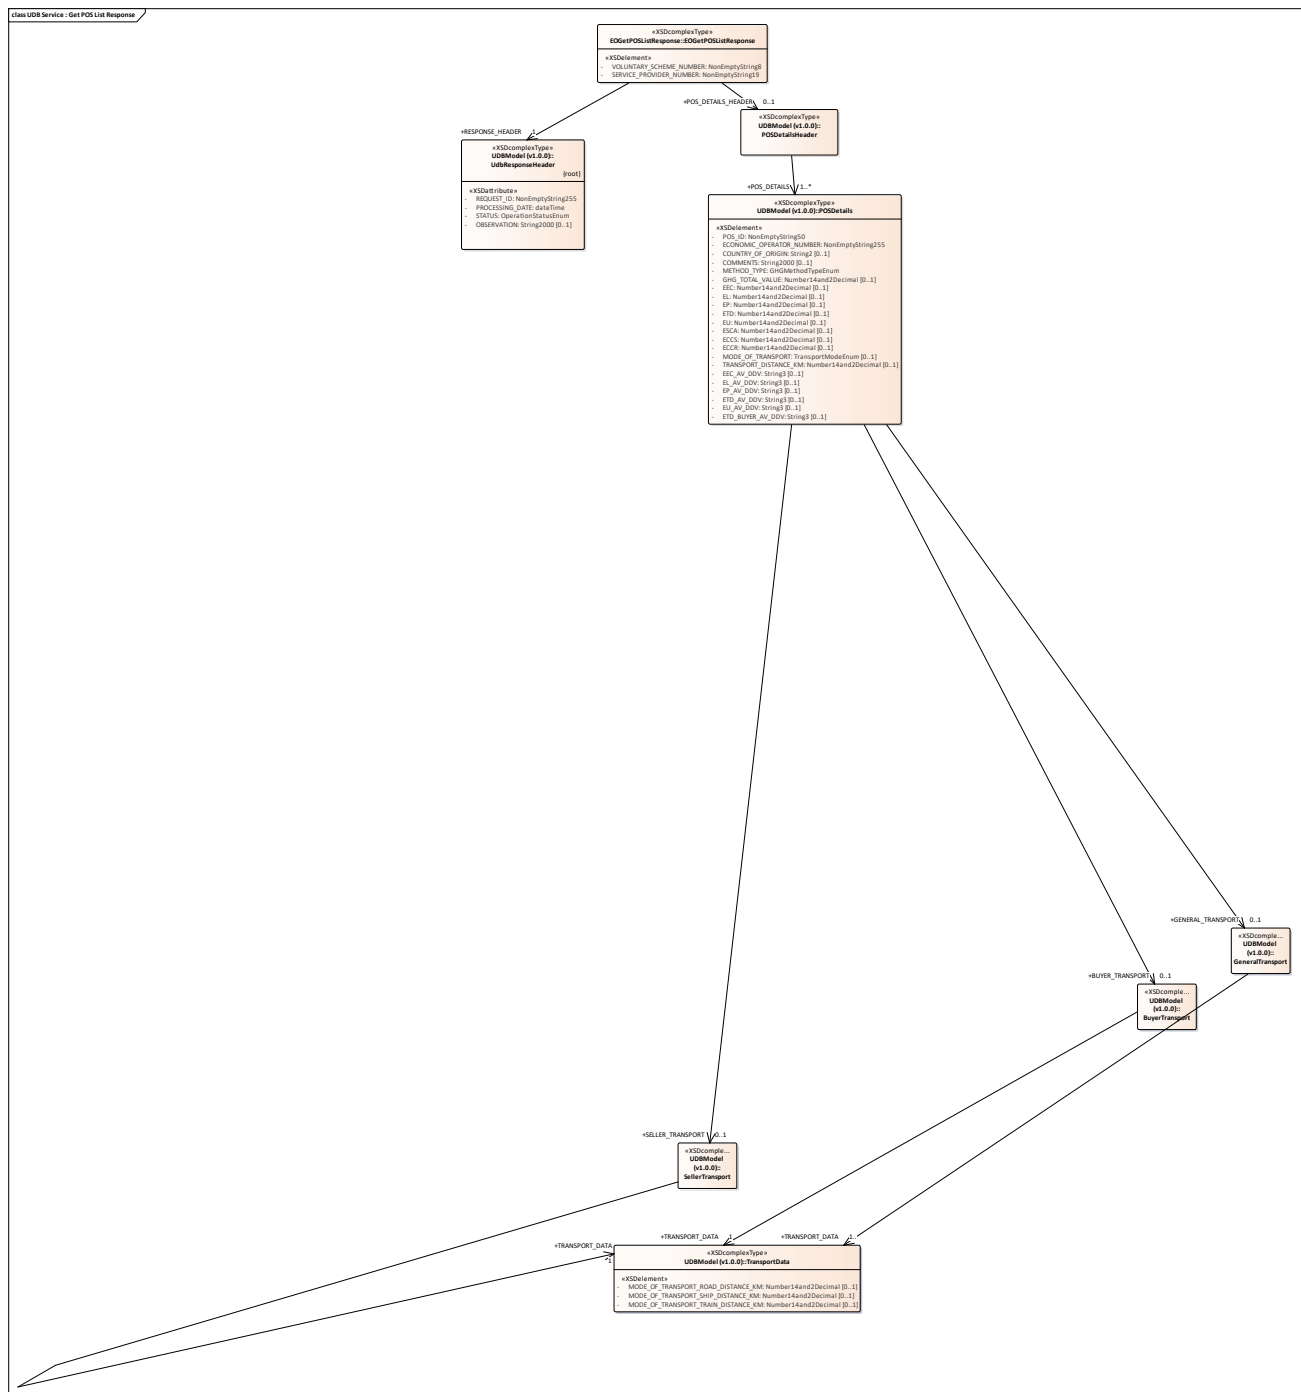 class UDB Service : Get POS List Response
«XSDcomplexType»
EOGetPOSListResponse::EOGetPOSListResponse
«XSDelement»
- VOLUNTARY_SCHEME_NUMBER: NonEmptyString8
- SERVICE_PROVIDER_NUMBER: NonEmptyString19
+POS_DETAILS_HEADER 0..1
+RESPONSE_HEADER 1
«XSDcomplexType»
UDBModel (v1.0.0)::
POSDetailsHeader
«XSDcomplexType»
UDBModel (v1.0.0)::
UdbResponseHeader
(root)
«XSDattribute»
- REQUEST_ID: NonEmptyString255
- PROCESSING_DATE: dateTime
- STATUS: OperationStatusEnum
- OBSERVATION: String2000 [0..1]
+POS_DETAILS 1..*
«XSDcomplexType»
UDBModel (v1.0.0)::POSDetails
«XSDelement»
- POS_ID: NonEmptyString50
- ECONOMIC_OPERATOR_NUMBER: NonEmptyString255
- COUNTRY_OF_ORIGIN: String2 [0..1]
- COMMENTS: String2000 [0..1]
- METHOD_TYPE: GHGMethodTypeEnum
- GHG_TOTAL_VALUE: Number14and2Decimal [0..1]
- EEC: Number14and2Decimal [0..1]
- EL: Number14and2Decimal [0..1]
- EP: Number14and2Decimal [0..1]
- ETD: Number14and2Decimal [0..1]
- EU: Number14and2Decimal [0..1]
- ESCA: Number14and2Decimal [0..1]
- ECCS: Number14and2Decimal [0..1]
- ECCR: Number14and2Decimal [0..1]
- MODE_OF_TRANSPORT: TransportModeEnum [0..1]
- TRANSPORT_DISTANCE_KM: Number14and2Decimal [0..1]
- EEC_AV_DDV: String3 [0..1]
- EL_AV_DDV: String3 [0..1]
- EP_AV_DDV: String3 [0..1]
- ETD_AV_DDV: String3 [0..1]
- EU_AV_DDV: String3 [0..1]
- ETD_BUYER_AV_DDV: String3 [0..1]
+GENERAL_TRANSPORT 0..1
«XSDcomple...
UDBModel
(v1.0.0)::
GeneralTransport
+BUYER_TRANSPORT 0..1
«XSDcomple...
UDBModel
(v1.0.0)::
BuyerTransport
+SELLER_TRANSPORT 0..1
«XSDcomple...
UDBModel
(v1.0.0)::
SellerTransport
+TRANSPORT_DATA 1
+TRANSPORT_DATA 1..
+TRANSPORT_DATA
1
«XSDcomplexType»
UDBModel (v1.0.0)::TransportData
«XSDelement»
- MODE_OF_TRANSPORT_ROAD_DISTANCE_KM: Number14and2Decimal [0..1]
- MODE_OF_TRANSPORT_SHIP_DISTANCE_KM: Number14and2Decimal [0..1]
- MODE_OF_TRANSPORT_TRAIN_DISTANCE_KM: Number14and2Decimal [0..1]